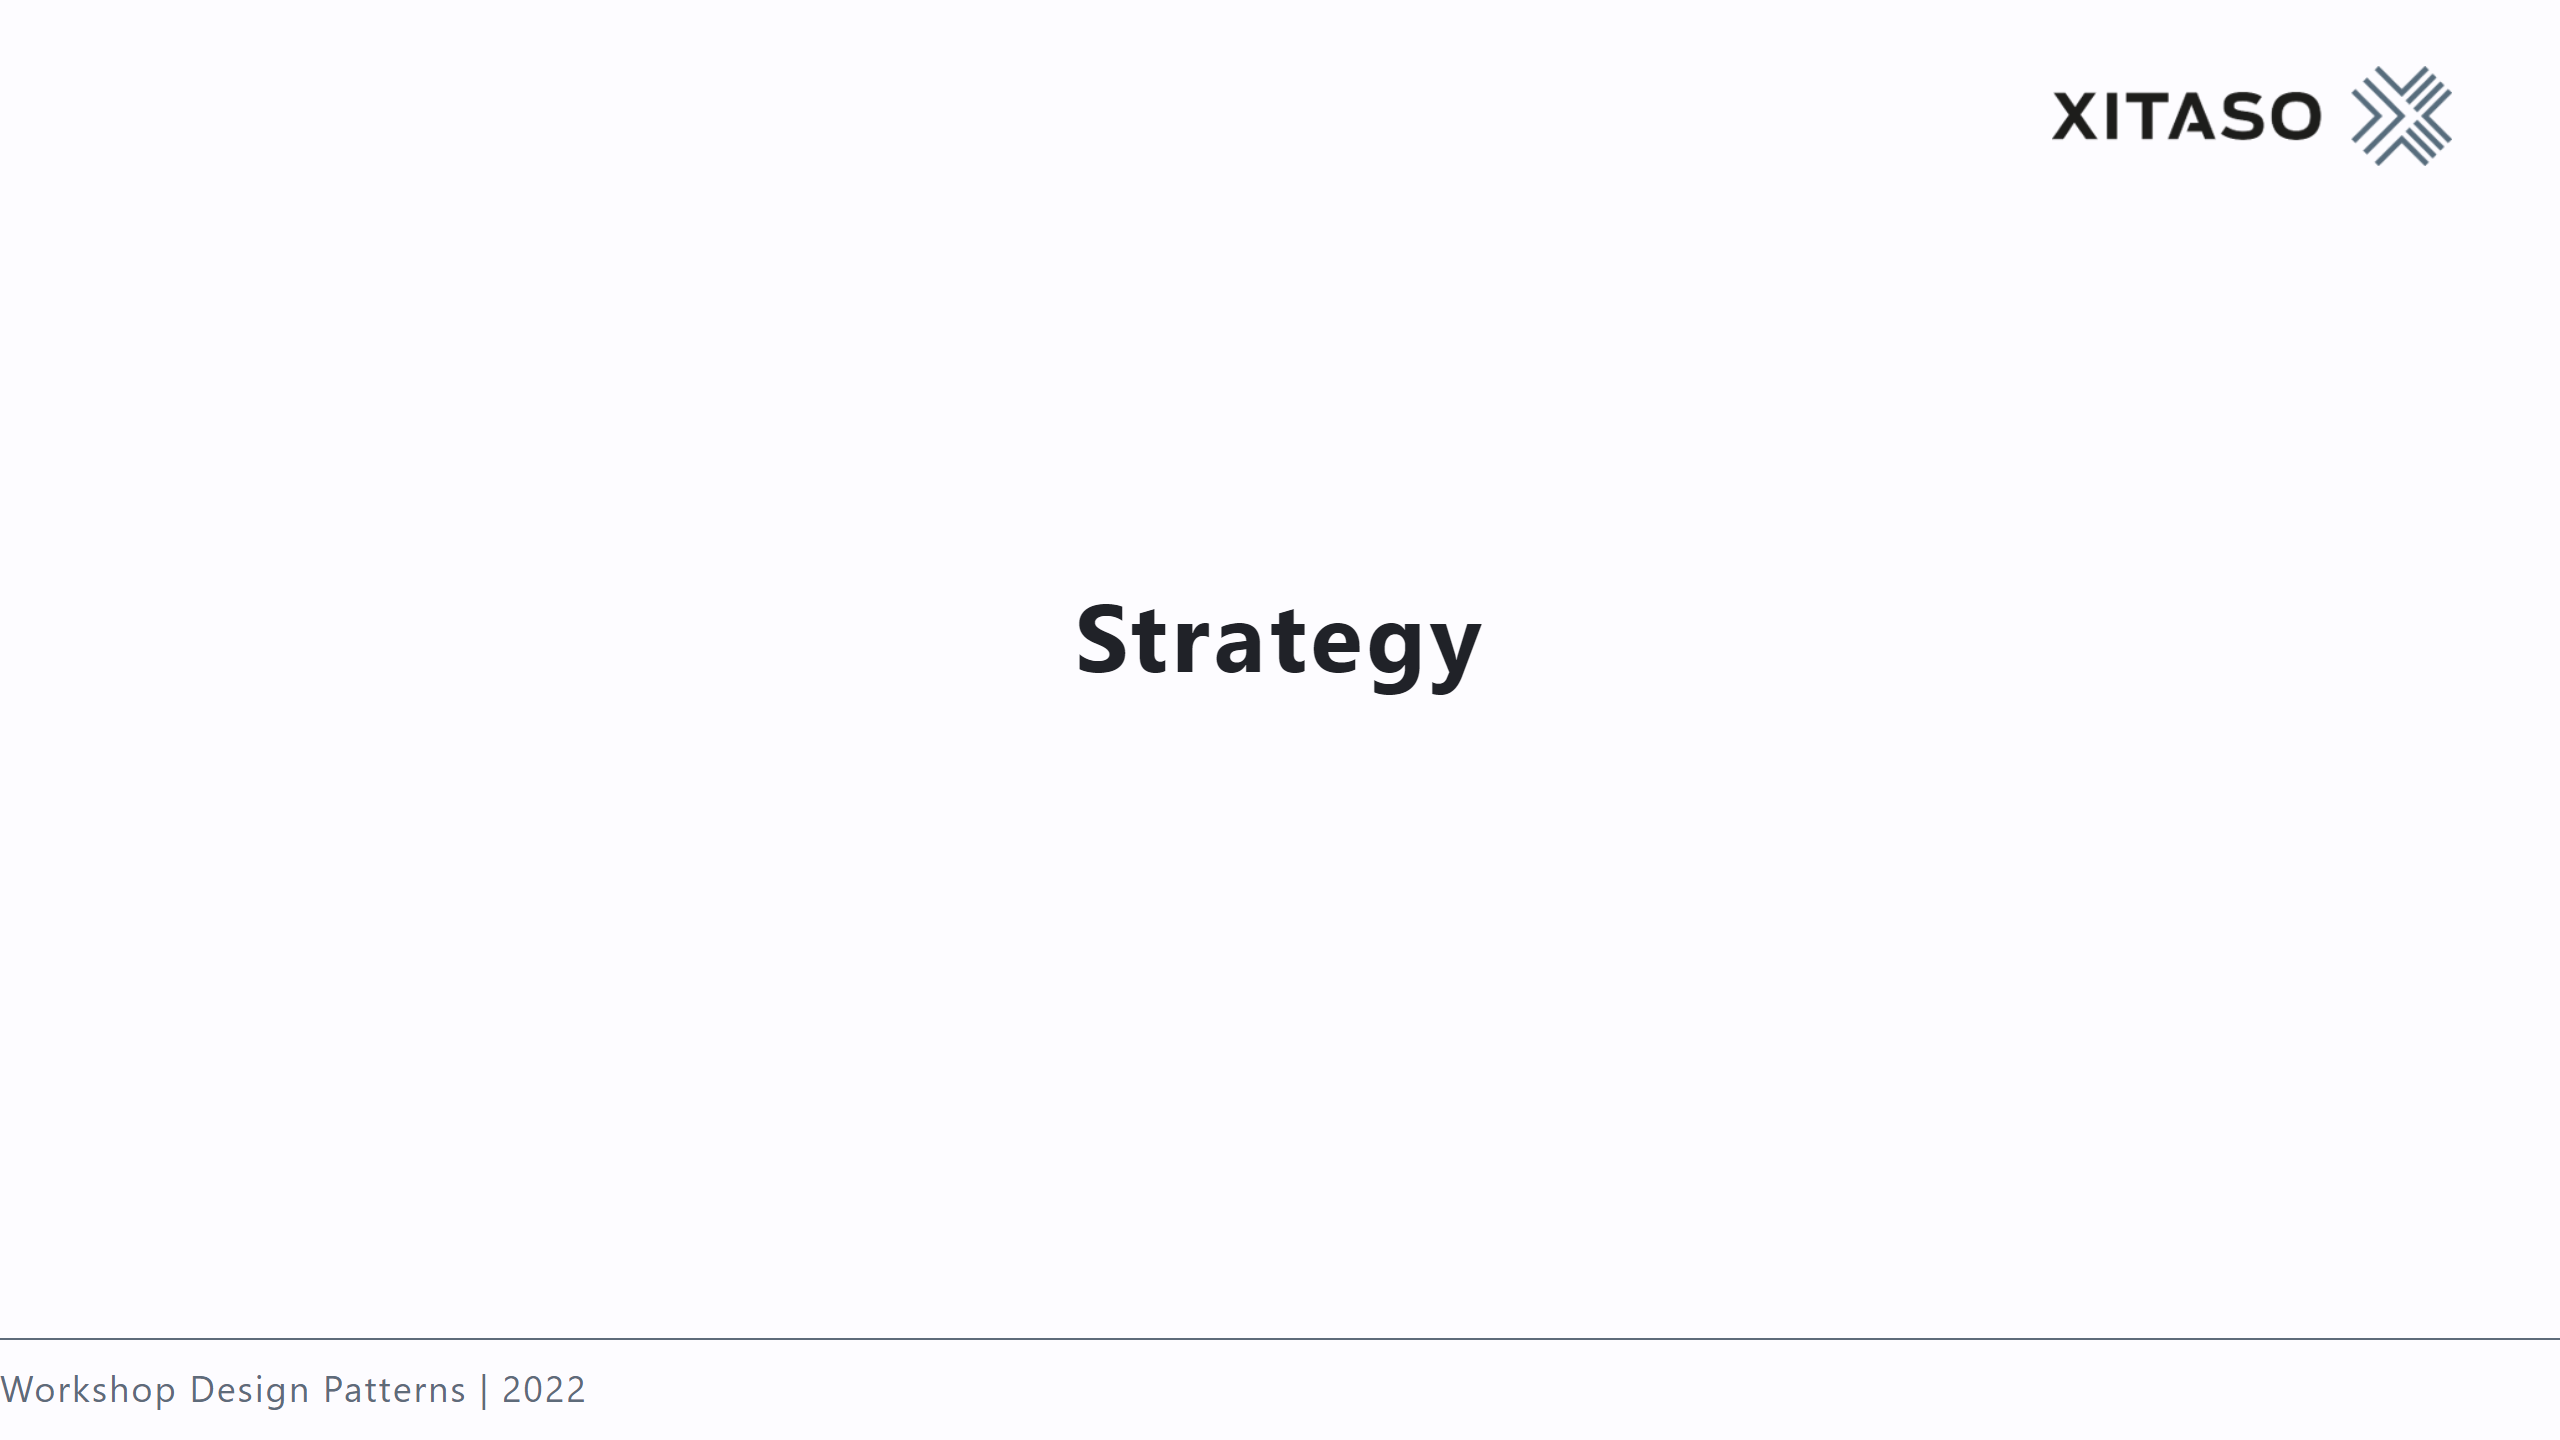 XITASO
Strategy
Workshop Design Patterns | 2022